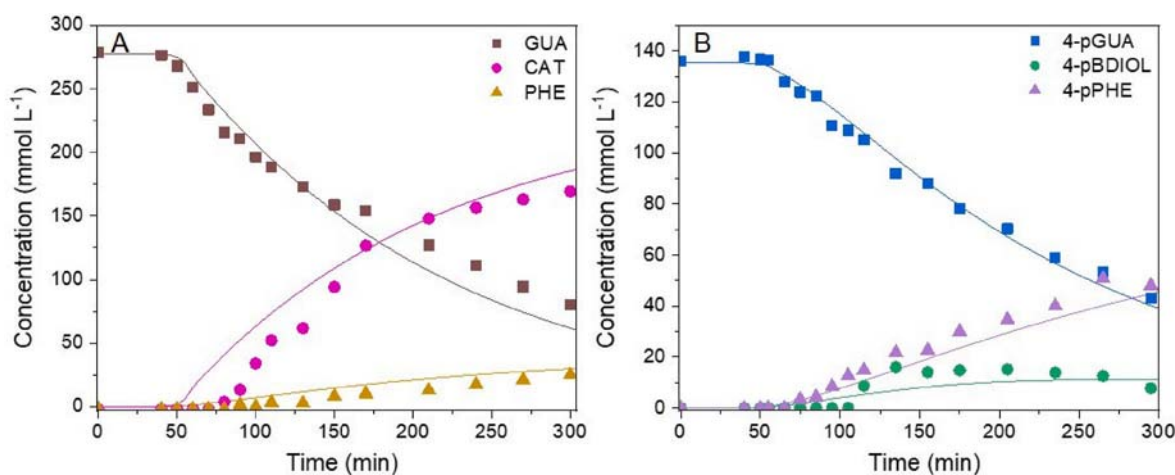 A
GUA
CAT
PHE
300
250
200
150
100
50
0
Concentration (mmol L-1)
0 50 100 150 200 250 300
Time (min)
B
4-pGUA
4-pBDIOL
4-pPHE
140
120
100
80
60
40
20
0
Concentration (mmol L-1)
0 50 100 150 200 250 300
Time (min)